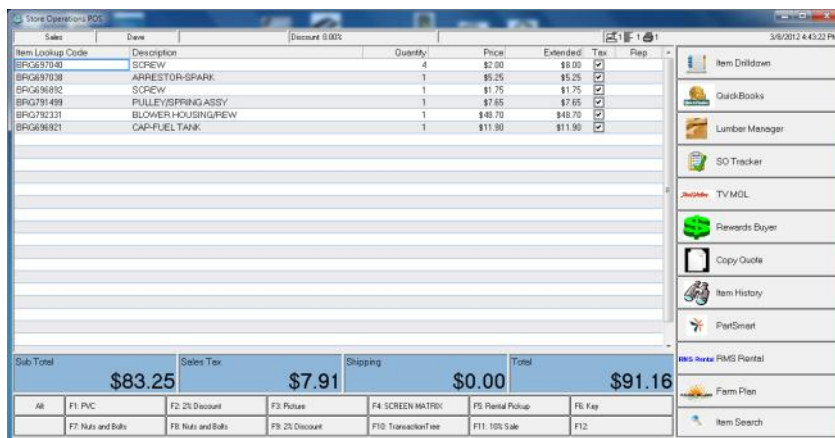 Store Operations POS
Sales Dave Discount 0.00% 1 1 1 3/8/2012 4:43:22 PM
Item Lookup Code Description Quantity Price Extended Tax Rep
BRG697040 SCREW 4 $2.00 $8.00
BRG697038 ARRESTOR-SPARK 1 $5.25 $5.25
BRG696892 SCREW 1 $1.75 $1.75
BRG791499 PULLEY/SPRING ASSY 1 $7.65 $7.65
BRG792331 BLOWER HOUSING/REW 1 $48.70 $48.70
BRG696921 CAP-FUEL TANK 1 $11.90 $11.90
Item Drilldown
QuickBooks
Lumber Manager
SO Tracker
TV MOL
Rewards Buyer
Copy Quote
Item History
PartSmart
RMS Rental RMS Rental
Farm Plan
Item Search
Sub Total Sales Tax Shipping Total
$83.25 $7.91 $0.00 $91.16
Alt F1: PVC F2: 2% Discount F3: Picture F4: SCREEN MATRIX F5: Rental Pickup F6: Key
F7: Nuts and Bolts F8: Nuts and Bolts F9: 2% Discount F10: TransactionTree F11: 10% Sale F12: